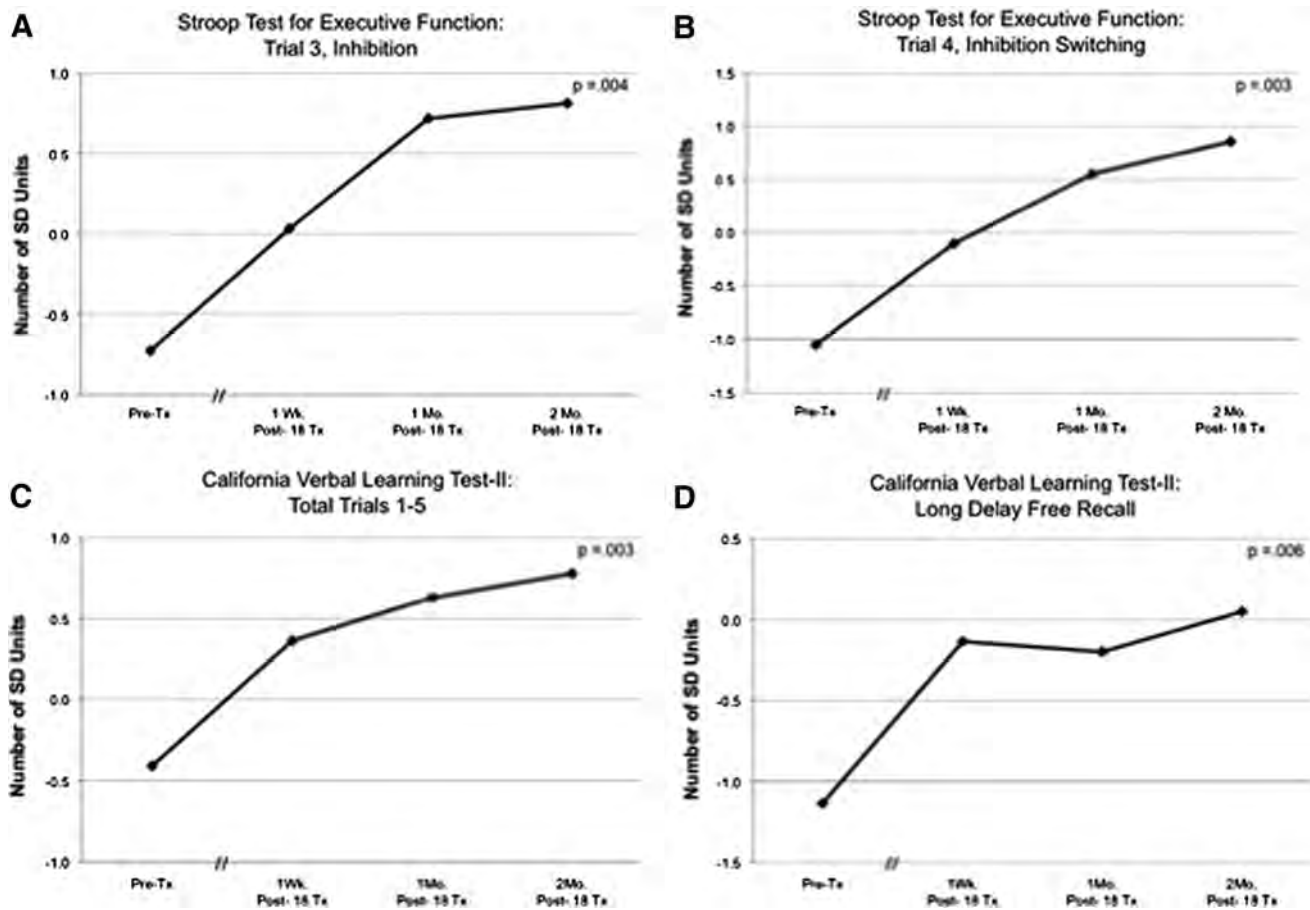 A
Stroop Test for Executive Function:
Trial 3, Inhibition
p =.004
Number of SD Units
1.0
0.5
0.0
-0.5
-1.0
//
Pre-Tx
1 Wk.
Post- 18 Tx
1 Mo.
Post- 18 Tx
2 Mo.
Post- 18 Tx
B
Stroop Test for Executive Function:
Trial 4, Inhibition Switching
p =.003
Number of SD Units
1.5
1.0
0.5
0.0
-0.5
-1.0
-1.5
//
Pre-Tx
1 Wk.
Post- 18 Tx
1 Mo.
Post- 18 Tx
2 Mo.
Post- 18 Tx
C
California Verbal Learning Test-II:
Total Trials 1-5
p =.003
Number of SD Units
1.0
0.5
0.0
-0.5
-1.0
//
Pre-Tx
1Wk.
Post- 18 Tx
1Mo.
Post- 18 Tx
2Mo.
Post- 18 Tx
D
California Verbal Learning Test-II:
Long Delay Free Recall
p =.006
Number of SD Units
0.5
0.0
-0.5
-1.0
-1.5
//
Pre-Tx
1Wk.
Post- 18 Tx
1Mo.
Post- 18 Tx
2Mo.
Post- 18 Tx